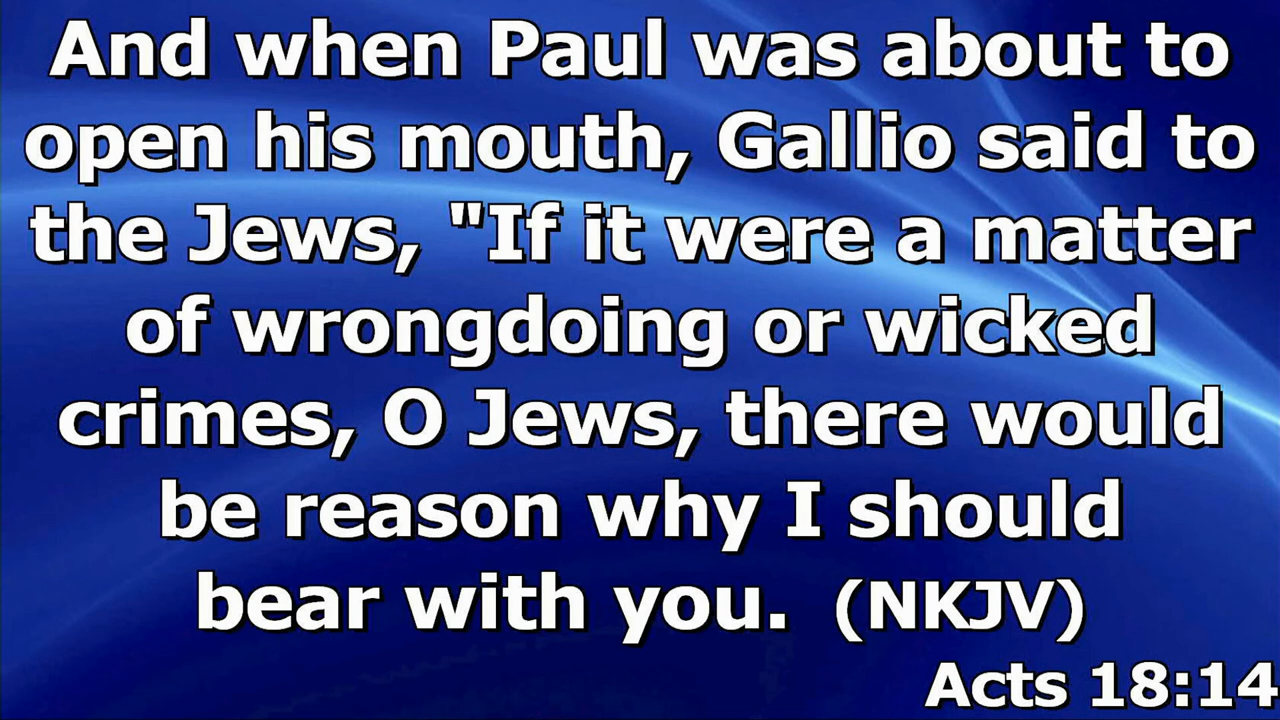 And when Paul was about to
open his mouth, Gallio said to
the Jews, "If it were a matter
of wrongdoing or wicked
crimes, O Jews, there would
be reason why I should
bear with you. (NKJV)
Acts 18:14